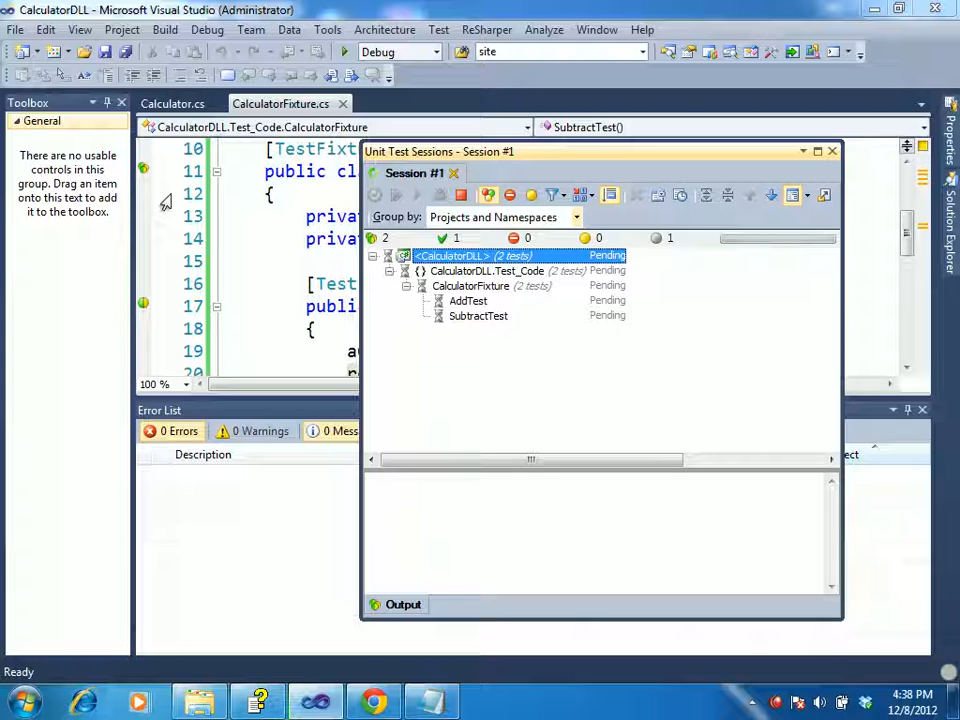 CalculatorDLL - Microsoft Visual Studio (Administrator)
File Edit View Project Build Debug Team Data Tools Architecture Test ReSharper Analyze Window Help
Debug site
Toolbox
General
There are no usable
controls in this
group. Drag an item
onto this text to add
it to the toolbox.
Calculator.cs CalculatorFixture.cs
CalculatorDLL.Test_Code.CalculatorFixture SubtractTest()
10 [TestFixt
11 public cla
12 {
13 privat
14 privat
15
16 [Test
17 publi
18 {
19 a
20
100 %
Unit Test Sessions - Session #1
Session #1
Group by: Projects and Namespaces
2 1 0 0 1
<CalculatorDLL> (2 tests) Pending
{} CalculatorDLL.Test_Code (2 tests) Pending
CalculatorFixture (2 tests) Pending
AddTest Pending
SubtractTest Pending
Output
Error List
0 Errors 0 Warnings 0 Mess
Description ect
Properties
Solution Explorer
Ready
4:38 PM
12/8/2012